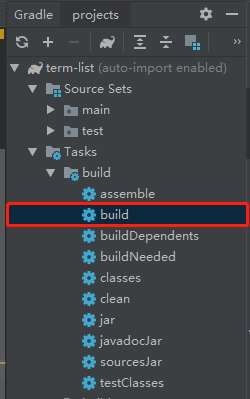 Gradle projects
term-list (auto-import enabled)
Source Sets
main
test
Tasks
build
assemble
build
buildDependents
buildNeeded
classes
clean
jar
javadocJar
sourcesJar
testClasses